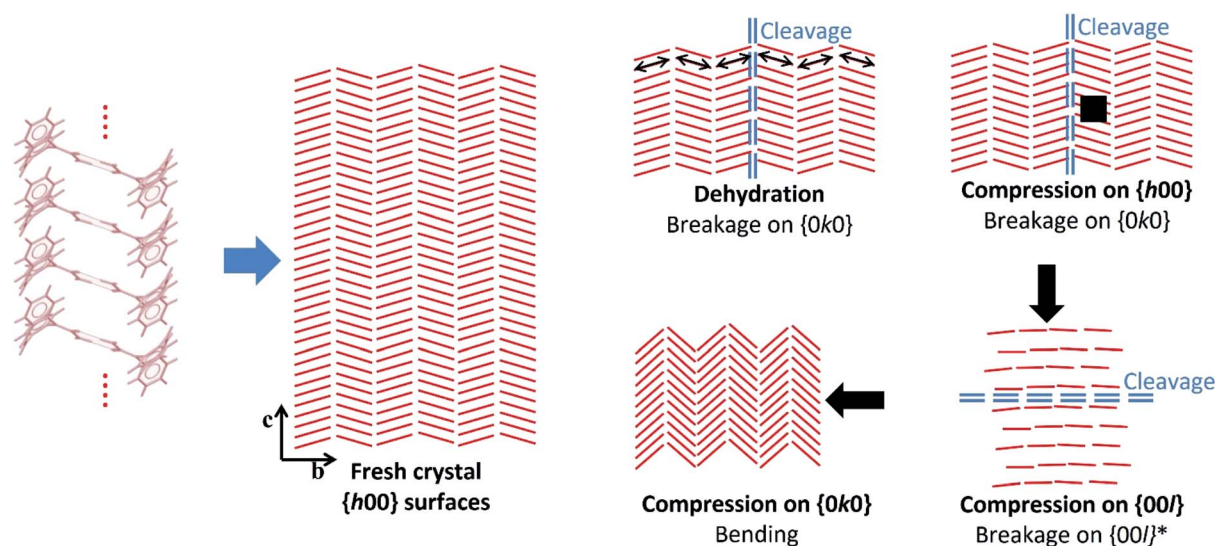 Cleavage
Cleavage
Dehydration
Breakage on {0k0}
Compression on {h00}
Breakage on {0k0}
c
b
Fresh crystal
{h00} surfaces
Cleavage
Compression on {0k0}
Bending
Compression on {00l}
Breakage on {00l}*